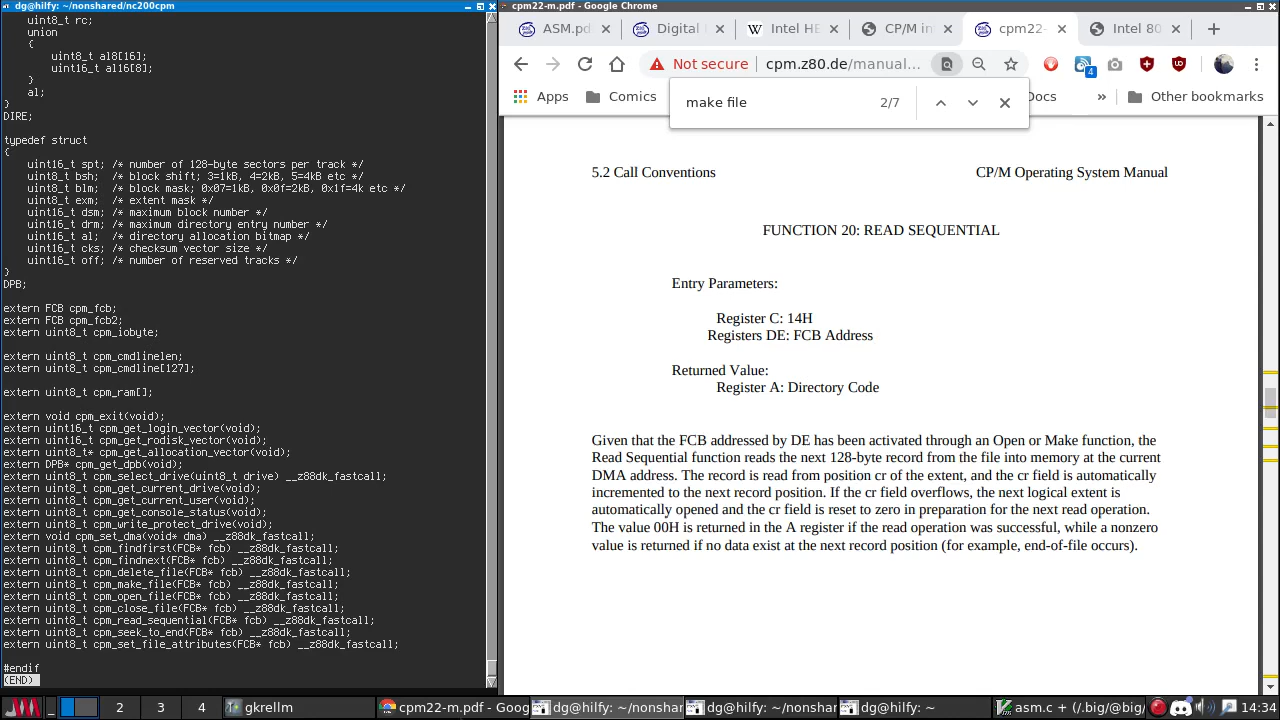 dg@hilfy: ~/nonshared/nc200cpm
uint8_t rc;
union
{
uint8_t al8[16];
uint16_t al16[8];
}
al;
}
DIRE;
typedef struct
{
uint16_t spt; /* number of 128-byte sectors per track */
uint8_t bsh; /* block shift; 3=1kB, 4=2kB, 5=4kB etc */
uint8_t blm; /* block mask; 0x07=1kB, 0x0f=2kB, 0x1f=4k etc */
uint8_t exm; /* extent mask */
uint16_t dsm; /* maximum block number */
uint16_t drm; /* maximum directory entry number */
uint16_t al; /* directory allocation bitmap */
uint16_t cks; /* checksum vector size */
uint16_t off; /* number of reserved tracks */
}
DPB;
extern FCB cpm_fcb;
extern FCB cpm_fcb2;
extern uint8_t cpm_iobyte;
extern uint8_t cpm_cmdlinelen;
extern uint8_t cpm_cmdline[127];
extern uint8_t cpm_ram[];
extern void cpm_exit(void);
extern uint16_t cpm_get_login_vector(void);
extern uint16_t cpm_get_rodisk_vector(void);
extern uint8_t* cpm_get_allocation_vector(void);
extern DPB* cpm_get_dpb(void);
extern uint8_t cpm_select_drive(uint8_t drive) __z88dk_fastcall;
extern uint8_t cpm_get_current_drive(void);
extern uint8_t cpm_get_current_user(void);
extern uint8_t cpm_get_console_status(void);
extern uint8_t cpm_write_protect_drive(void);
extern void cpm_set_dma(void* dma) __z88dk_fastcall;
extern uint8_t cpm_findfirst(FCB* fcb) __z88dk_fastcall;
extern uint8_t cpm_findnext(FCB* fcb) __z88dk_fastcall;
extern uint8_t cpm_delete_file(FCB* fcb) __z88dk_fastcall;
extern uint8_t cpm_make_file(FCB* fcb) __z88dk_fastcall;
extern uint8_t cpm_open_file(FCB* fcb) __z88dk_fastcall;
extern uint8_t cpm_close_file(FCB* fcb) __z88dk_fastcall;
extern uint8_t cpm_read_sequential(FCB* fcb) __z88dk_fastcall;
extern uint8_t cpm_seek_to_end(FCB* fcb) __z88dk_fastcall;
extern uint8_t cpm_set_file_attributes(FCB* fcb) __z88dk_fastcall;
#endif
(END)
cpm22-m.pdf - Google Chrome
ASM.pd Digital Intel HE CP/M in cpm22- Intel 80
Not secure cpm.z80.de/manual... 4
Apps Comics Docs » Other bookmarks
make file 2/7
5.2 Call Conventions CP/M Operating System Manual
FUNCTION 20: READ SEQUENTIAL
Entry Parameters:
Register C: 14H
Registers DE: FCB Address
Returned Value:
Register A: Directory Code
Given that the FCB addressed by DE has been activated through an Open or Make function, the
Read Sequential function reads the next 128-byte record from the file into memory at the current
DMA address. The record is read from position cr of the extent, and the cr field is automatically
incremented to the next record position. If the cr field overflows, the next logical extent is
automatically opened and the cr field is reset to zero in preparation for the next read operation.
The value 00H is returned in the A register if the read operation was successful, while a nonzero
value is returned if no data exist at the next record position (for example, end-of-file occurs).
2 3 4 gkrellm cpm22-m.pdf - Goog dg@hilfy: ~/nonshar dg@hilfy: ~/nonshar dg@hilfy: ~ asm.c + (/.big/@big/ 14:34